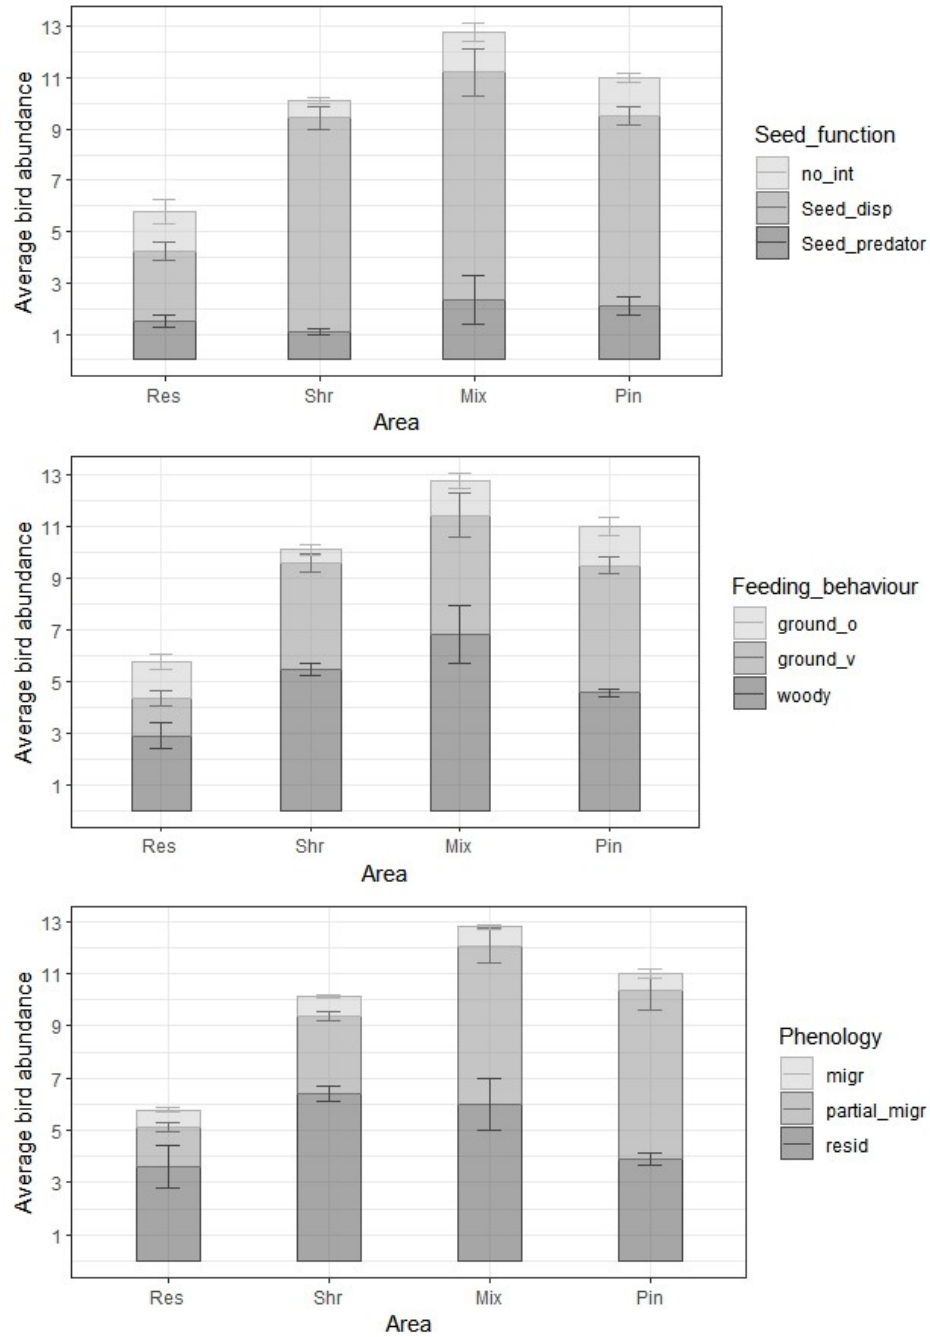 Average bird abundance
13
11
9
7
5
3
1
Res Shr Mix Pin
Area
Seed_function
no_int
Seed_disp
Seed_predator
Average bird abundance
13
11
9
7
5
3
1
Res Shr Mix Pin
Area
Feeding_behaviour
ground_o
ground_v
woody
Average bird abundance
13
11
9
7
5
3
1
Res Shr Mix Pin
Area
Phenology
migr
partial_migr
resid